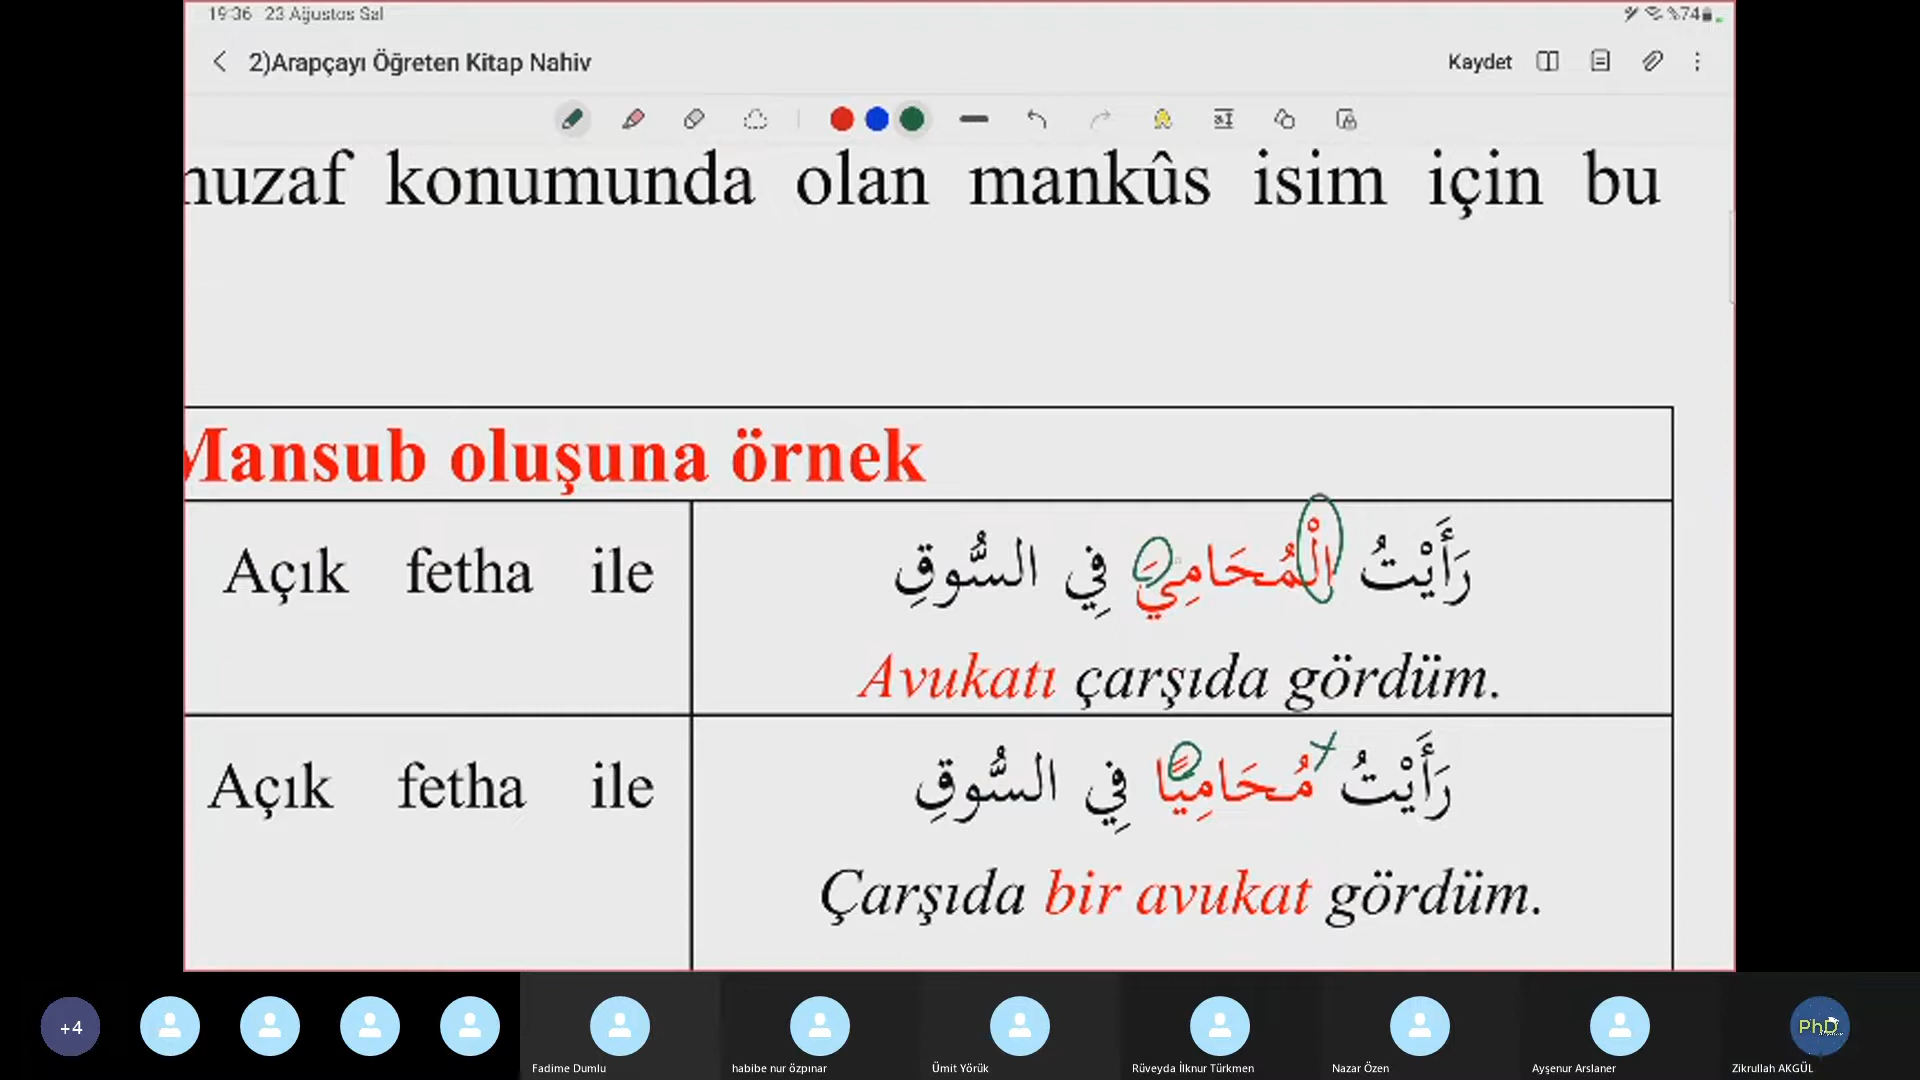 19:36 23 Ağustos Sal
%74
2)Arapçayı Öğreten Kitap Nahiv
Kaydet
muzaf konumunda olan mankûs isim için bu
Mansub oluşuna örnek
Açık fetha ile
رَأَيْتُ الْمُحَامِيَ فِي السُّوقِ
Avukatı çarşıda gördüm.
Açık fetha ile
رَأَيْتُ مُحَامِيًا فِي السُّوقِ
Çarşıda bir avukat gördüm.
+4
PhD
Fadime Dumlu
habibe nur özpınar
Ümit Yörük
Rüveyda İlknur Türkmen
Nazar Özen
Ayşenur Arslaner
Zikrullah AKGÜL